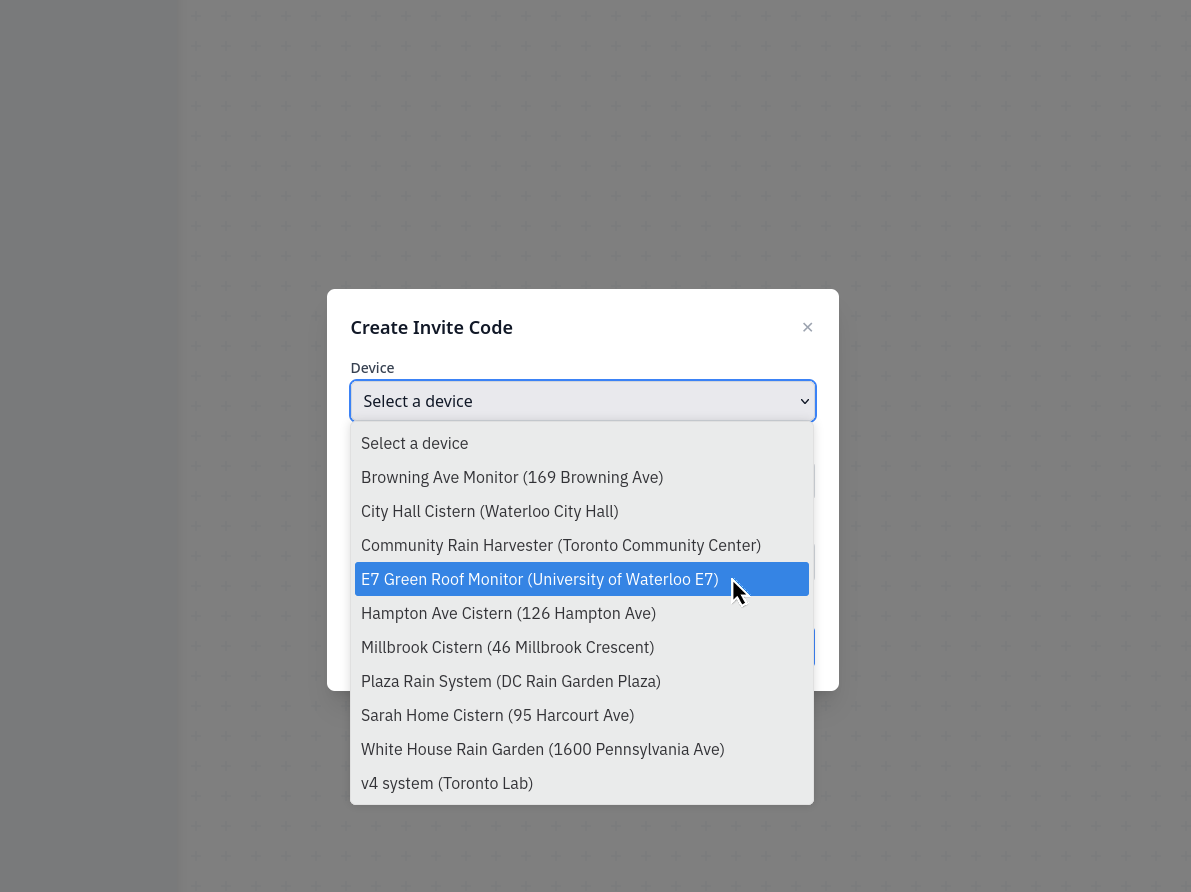 Create Invite Code
×
Device
Select a device
Select a device
Browning Ave Monitor (169 Browning Ave)
City Hall Cistern (Waterloo City Hall)
Community Rain Harvester (Toronto Community Center)
E7 Green Roof Monitor (University of Waterloo E7)
Hampton Ave Cistern (126 Hampton Ave)
Millbrook Cistern (46 Millbrook Crescent)
Plaza Rain System (DC Rain Garden Plaza)
Sarah Home Cistern (95 Harcourt Ave)
White House Rain Garden (1600 Pennsylvania Ave)
v4 system (Toronto Lab)